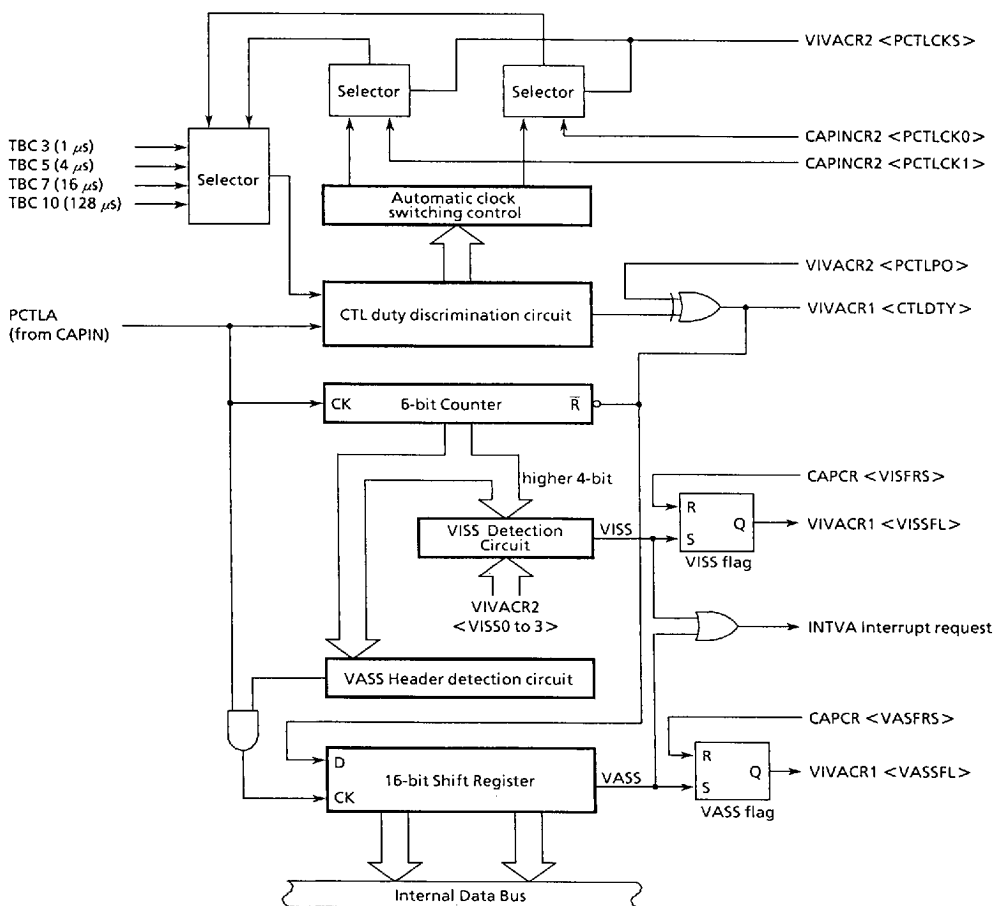 VIVACR2 <PCTLCKS>
Selector
Selector
CAPINCR2 <PCTLCK0>
TBC 3 (1 μs)
TBC 5 (4 μs)
TBC 7 (16 μs)
TBC 10 (128 μs)
Selector
CAPINCR2 <PCTLCK1>
Automatic clock
switching control
VIVACR2 <PCTLPO>
PCTLA
(from CAPIN)
CTL duty discrimination circuit
VIVACR1 <CTLDTY>
CK 6-bit Counter R̅
higher 4-bit
CAPCR <VISFRS>
VISS Detection
Circuit
VISS
R
S
Q
VIVACR1 <VISSFL>
VISS flag
VIVACR2
<VISS0 to 3>
INTVA Interrupt request
VASS Header detection circuit
CAPCR <VASFRS>
D
16-bit Shift Register
CK
VASS
R
S
Q
VIVACR1 <VASSFL>
VASS flag
Internal Data Bus